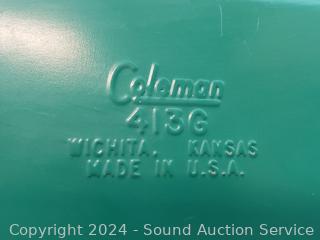 Coleman
413G
WICHITA, KANSAS
MADE IN U.S.A.
Copyright 2024 - Sound Auction Service